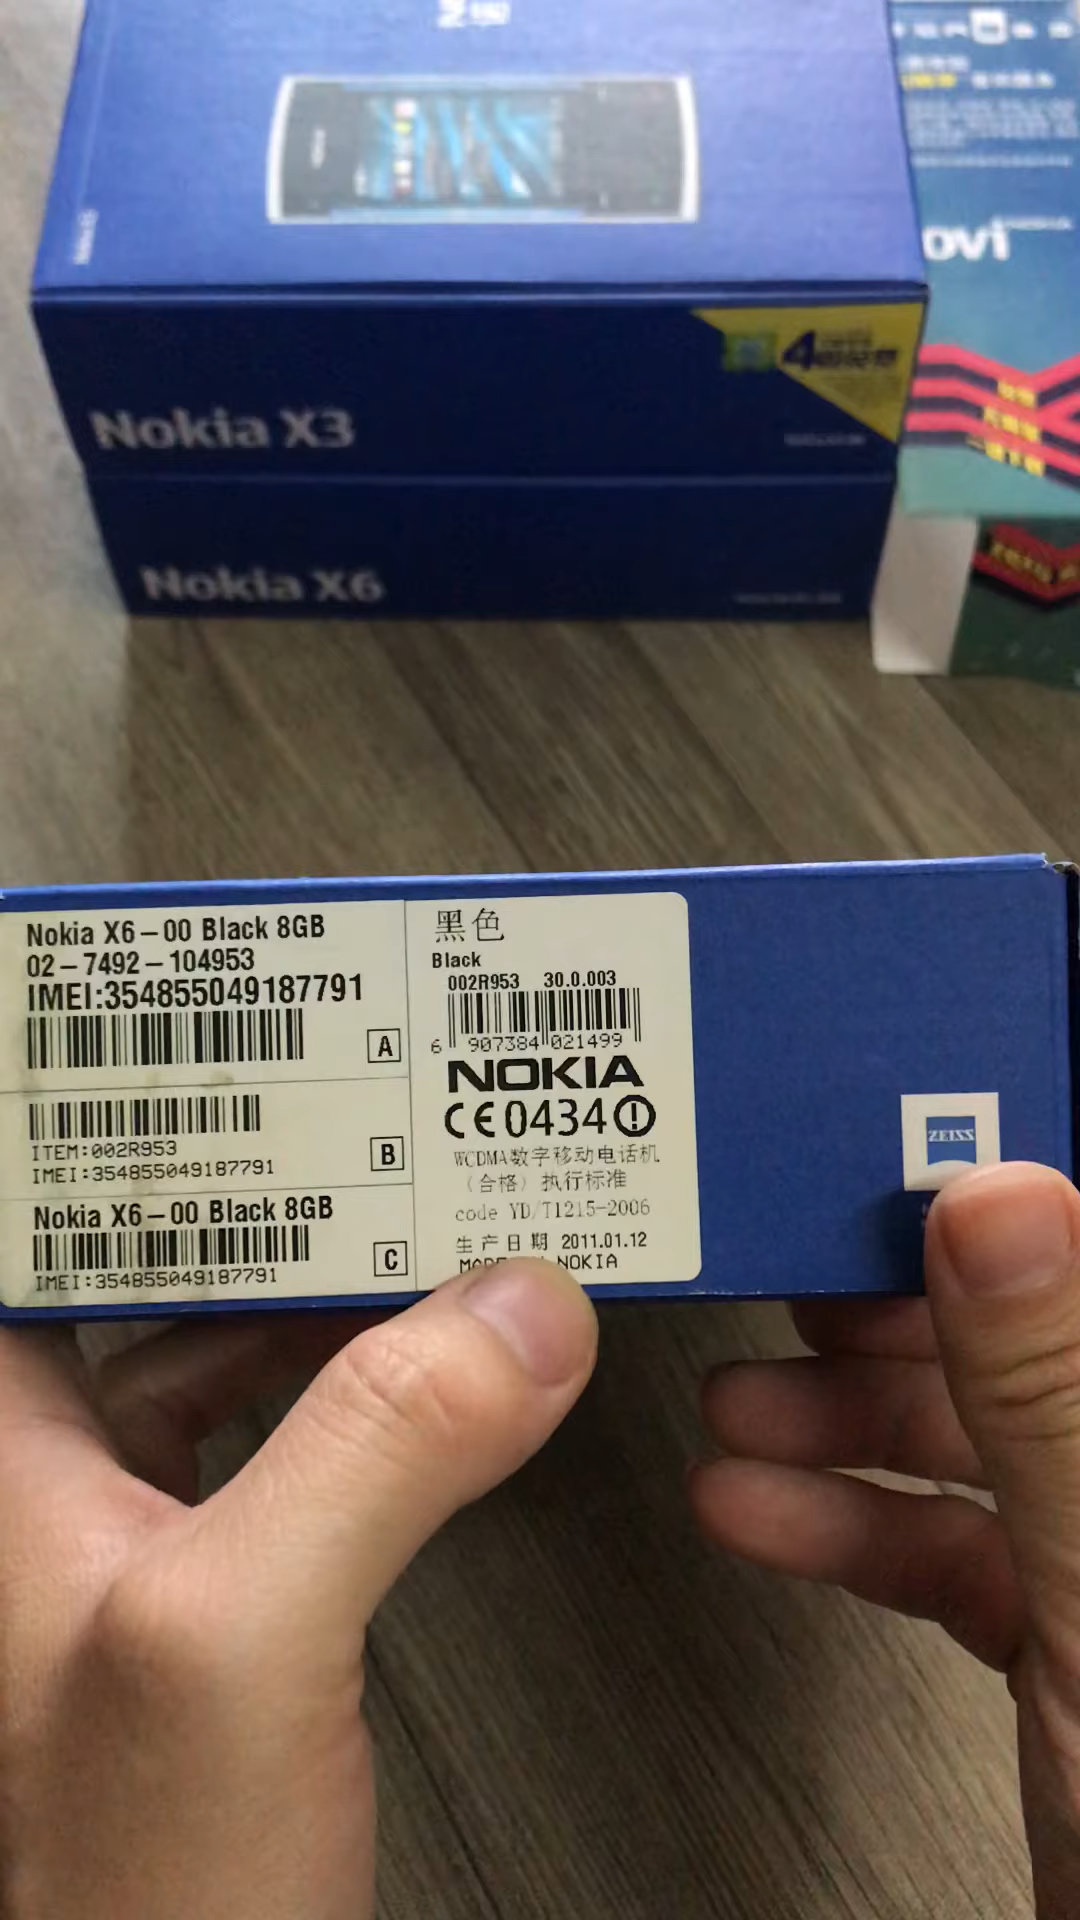 ovi
Nokia X3
Nokia X6
Nokia X6-00 Black 8GB
02-7492-104953
IMEI:354855049187791
A
ITEM:002R953
IMEI:354855049187791
B
Nokia X6-00 Black 8GB
IMEI:354855049187791
C
黑色
Black
002R953 30.0.003
6 907384 021499
NOKIA
CE0434
WCDMA数字移动电话机
（合格）执行标准
code YD/T1215-2006
生产日期 2011.01.12
NOKIA
ZEISS